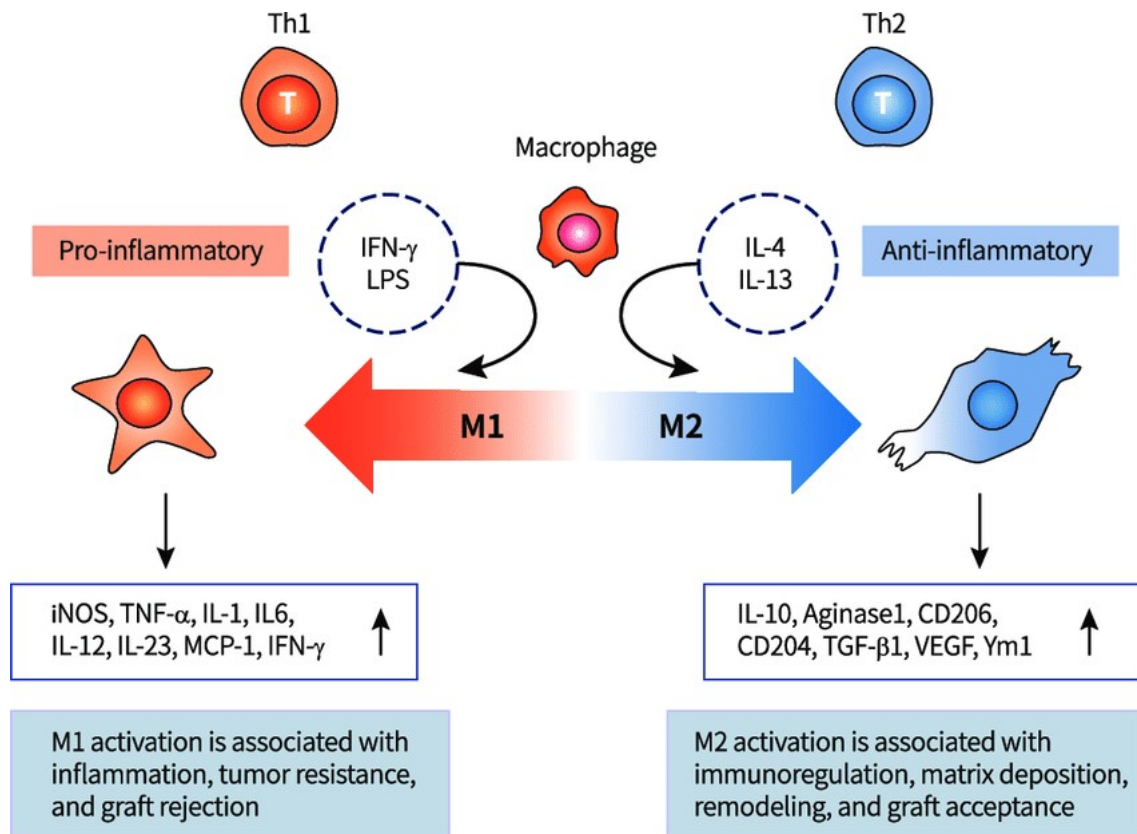 Th1
Th2
T
T
Macrophage
Pro-inflammatory
IFN-γ
LPS
IL-4
IL-13
Anti-inflammatory
M1
M2
iNOS, TNF-α, IL-1, IL6,
IL-12, IL-23, MCP-1, IFN-γ
IL-10, Aginase1, CD206,
CD204, TGF-β1, VEGF, Ym1
M1 activation is associated with
inflammation, tumor resistance,
and graft rejection
M2 activation is associated with
immunoregulation, matrix deposition,
remodeling, and graft acceptance